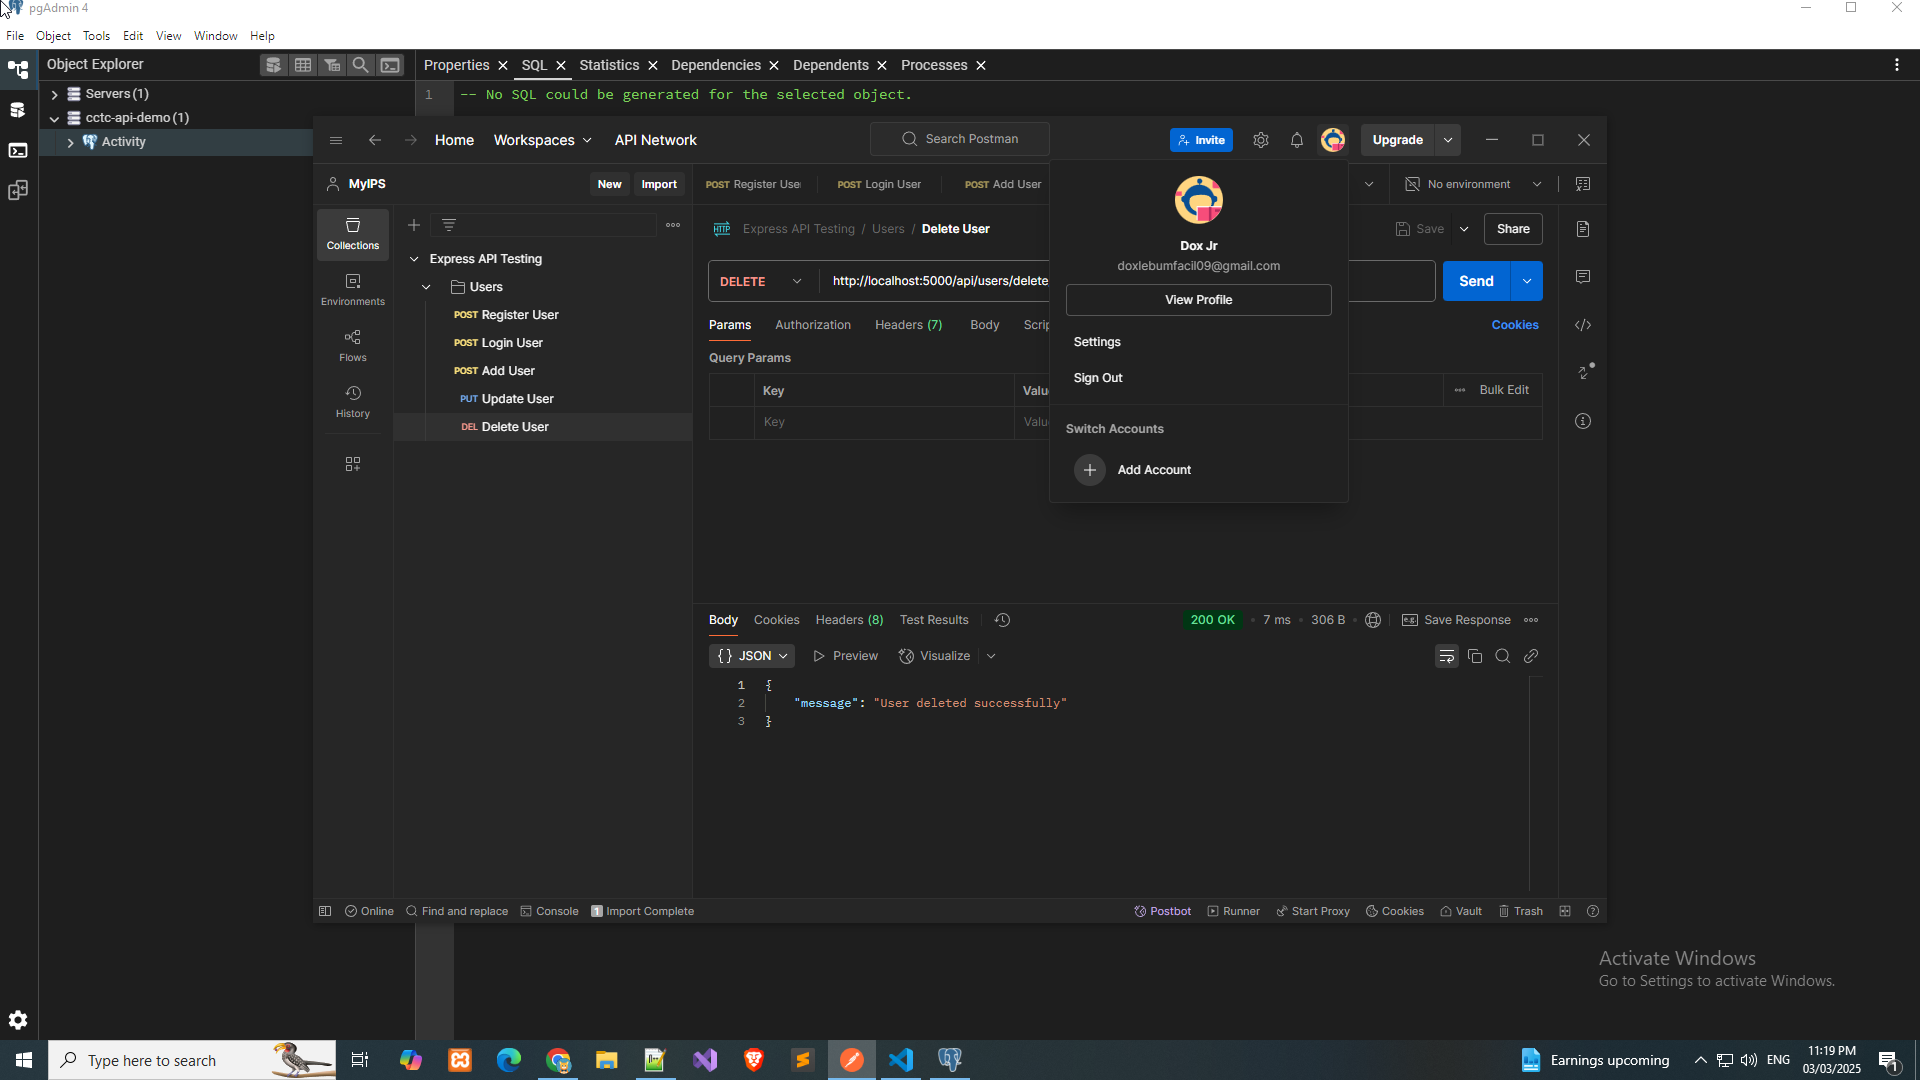 pgAdmin 4
File Object Tools Edit View Window Help
Object Explorer
Properties SQL Statistics Dependencies Dependents Processes
Servers (1)
cctc-api-demo (1)
Activity
1 -- No SQL could be generated for the selected object.
Home Workspaces API Network
Search Postman
Invite
Upgrade
MyIPS
New Import
POST Register Use
POST Login User
POST Add User
No environment
Collections
Environments
Flows
History
Express API Testing
Users
POST Register User
POST Login User
POST Add User
PUT Update User
DEL Delete User
HTTP Express API Testing / Users / Delete User
Save
Share
DELETE http://localhost:5000/api/users/delete
Send
Params Authorization Headers (7) Body Scrip
Cookies
Query Params
Key Valu
Bulk Edit
Key Valu
Dox Jr
doxlebumfacil09@gmail.com
View Profile
Settings
Sign Out
Switch Accounts
Add Account
Body Cookies Headers (8) Test Results
200 OK • 7 ms • 306 B
e.g. Save Response
{} JSON Preview Visualize
1 {
2 "message": "User deleted successfully"
3 }
Online Find and replace Console 1 Import Complete
Postbot Runner Start Proxy Cookies Vault Trash
Activate Windows
Go to Settings to activate Windows.
Type here to search
Earnings upcoming
ENG
11:19 PM
03/03/2025
1